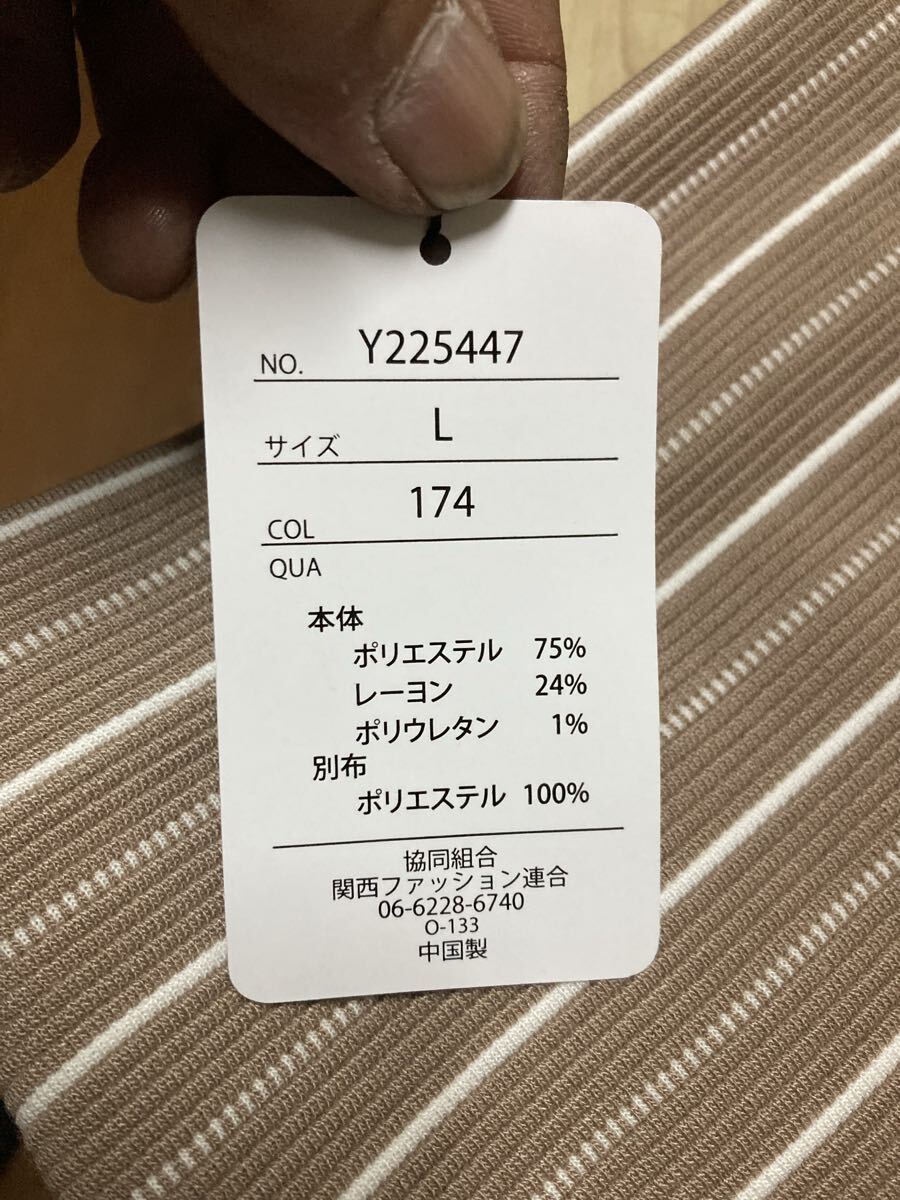 NO. Y225447
サイズ L
COL 174
QUA
本体
ポリエステル 75%
レーヨン 24%
ポリウレタン 1%
別布
ポリエステル 100%
協同組合
関西ファッション連合
06-6228-6740
O-133
中国製